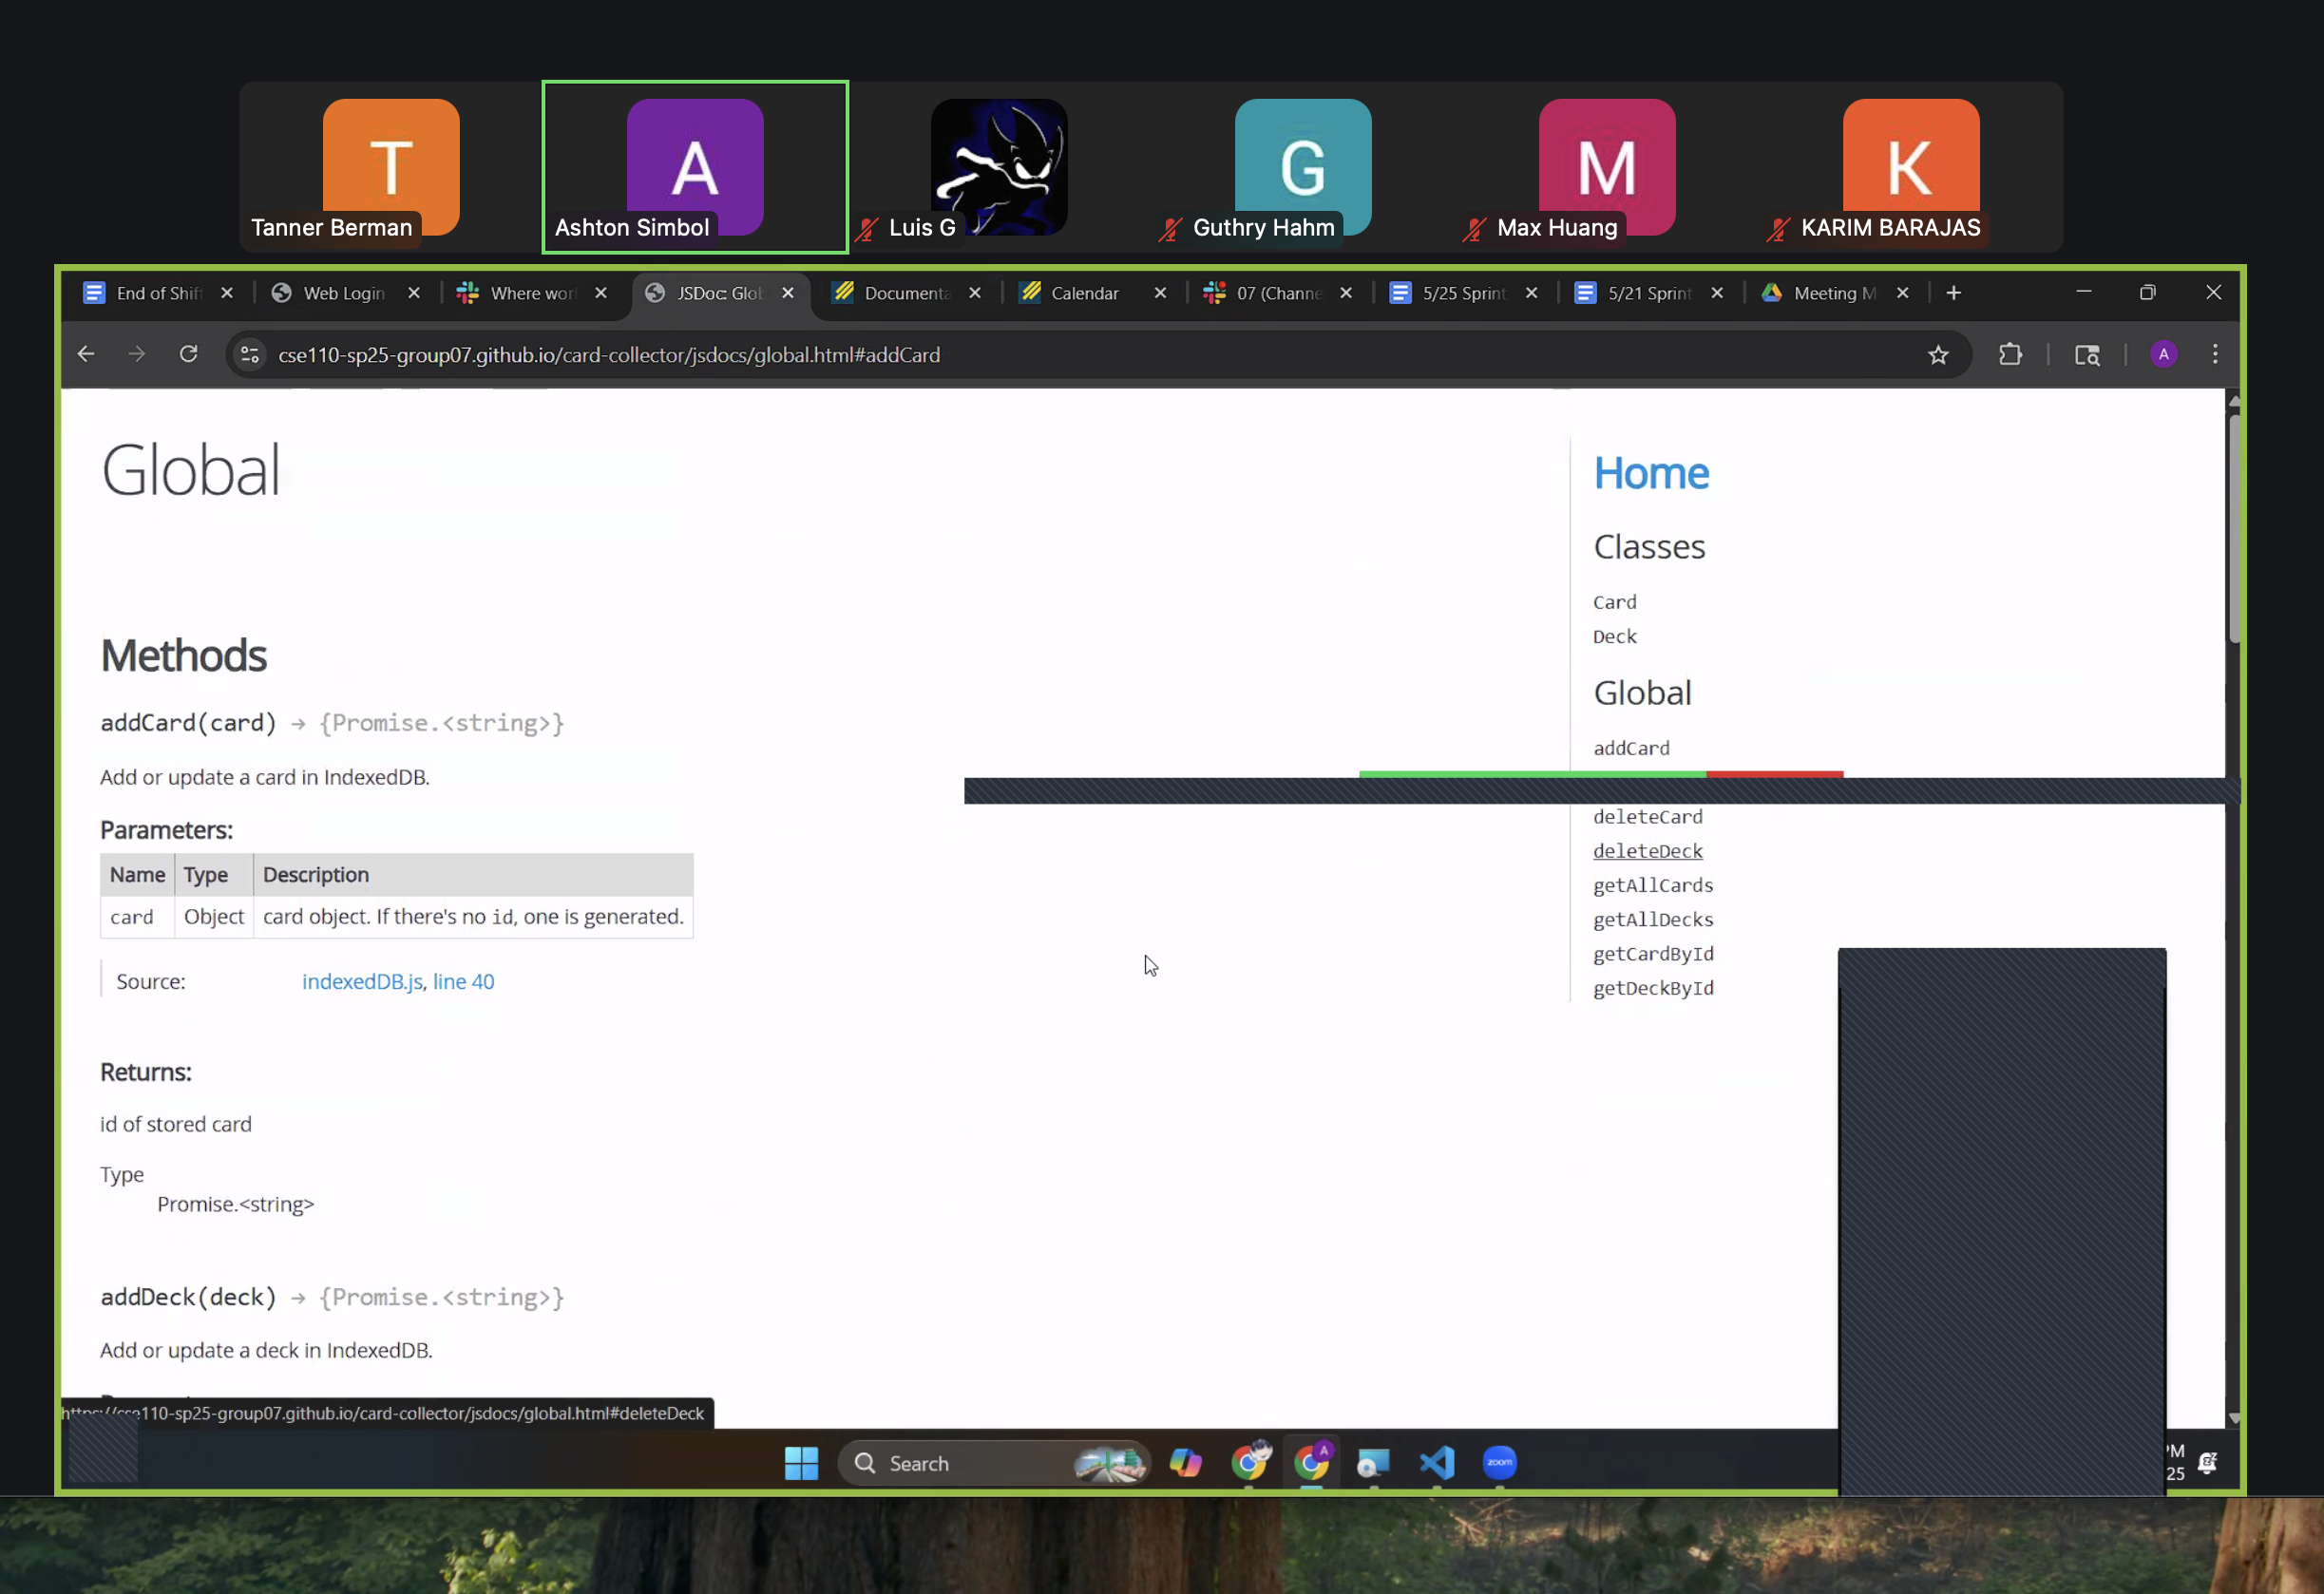 T
A
G
M
K
Tanner Berman
Ashton Simbol
Luis G
Guthry Hahm
Max Huang
KARIM BARAJAS
End of Shif
Web Login
Where wor
JSDoc: Glob
Documenta
Calendar
07 (Channe
5/25 Sprint
5/21 Sprint
Meeting M
cse110-sp25-group07.github.io/card-collector/jsdocs/global.html#addCard
A
Global
Methods
addCard(card) → {Promise.<string>}
Add or update a card in IndexedDB.
Parameters:
Name Type Description
card Object card object. If there's no id, one is generated.
Source: indexedDB.js, line 40
Returns:
id of stored card
Type
Promise.<string>
addDeck(deck) → {Promise.<string>}
Add or update a deck in IndexedDB.
Home
Classes
Card
Deck
Global
addCard
deleteCard
deleteDeck
getAllCards
getAllDecks
getCardById
getDeckById
https://cse110-sp25-group07.github.io/card-collector/jsdocs/global.html#deleteDeck
Search
A
zoom
PM
25